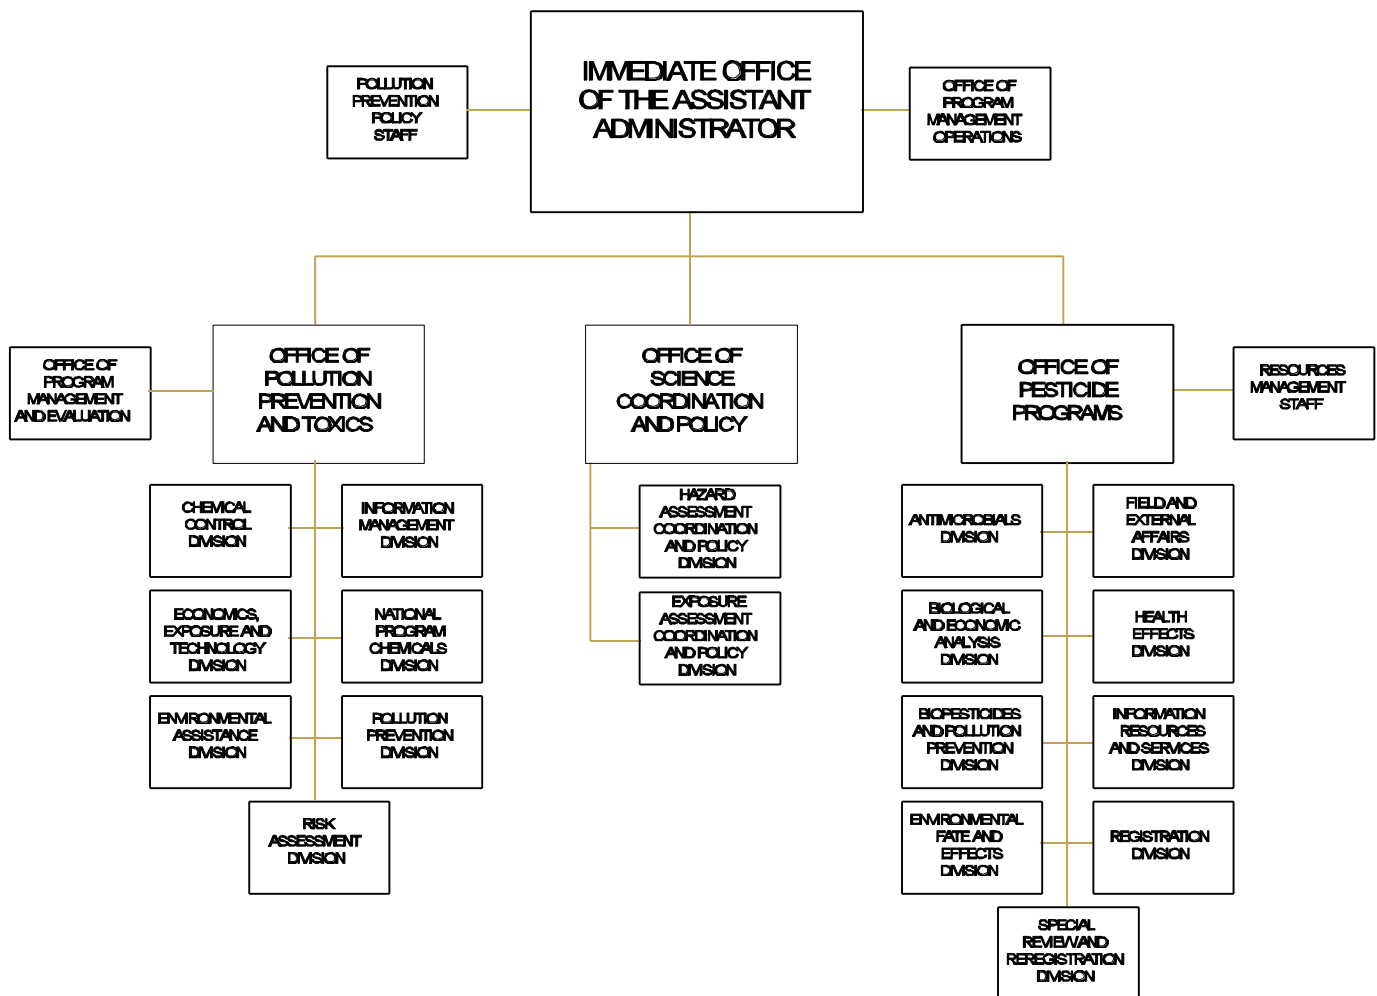 IMMEDIATE OFFICE
OF THE ASSISTANT
ADMINISTRATOR
POLLUTION
PREVENTION
POLICY
STAFF
OFFICE OF
PROGRAM
MANAGEMENT
OPERATIONS
OFFICE OF
PROGRAM
MANAGEMENT
AND EVALUATION
OFFICE OF
POLLUTION
PREVENTION
AND TOXICS
OFFICE OF
SCIENCE
COORDINATION
AND POLICY
OFFICE OF
PESTICIDE
PROGRAMS
RESOURCES
MANAGEMENT
STAFF
CHEMICAL
CONTROL
DIVISION
INFORMATION
MANAGEMENT
DIVISION
ECONOMICS,
EXPOSURE AND
TECHNOLOGY
DIVISION
NATIONAL
PROGRAM
CHEMICALS
DIVISION
ENVIRONMENTAL
ASSISTANCE
DIVISION
POLLUTION
PREVENTION
DIVISION
RISK
ASSESSMENT
DIVISION
HAZARD
ASSESSMENT
COORDINATION
AND POLICY
DIVISION
EXPOSURE
ASSESSMENT
COORDINATION
AND POLICY
DIVISION
ANTIMICROBIALS
DIVISION
FIELD AND
EXTERNAL
AFFAIRS
DIVISION
BIOLOGICAL
AND ECONOMIC
ANALYSIS
DIVISION
HEALTH
EFFECTS
DIVISION
BIOPESTICIDES
AND POLLUTION
PREVENTION
DIVISION
INFORMATION
RESOURCES
AND SERVICES
DIVISION
ENVIRONMENTAL
FATE AND
EFFECTS
DIVISION
REGISTRATION
DIVISION
SPECIAL
REVIEW AND
REREGISTRATION
DIVISION